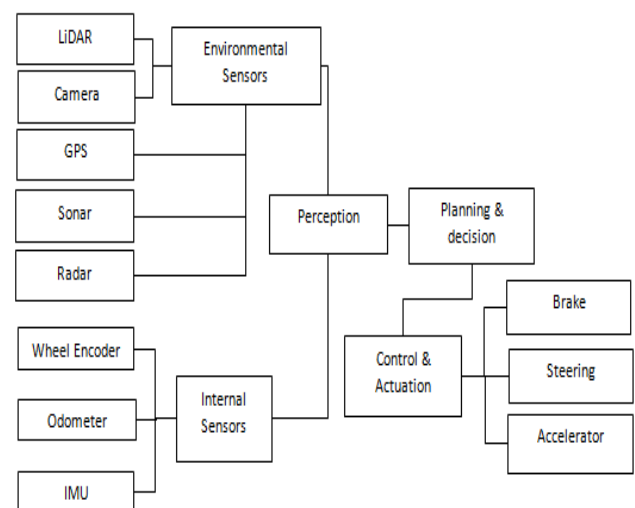 LiDAR
Camera
GPS
Sonar
Radar
Environmental
Sensors
Wheel Encoder
Odometer
IMU
Internal
Sensors
Perception
Planning &
decision
Control &
Actuation
Brake
Steering
Accelerator